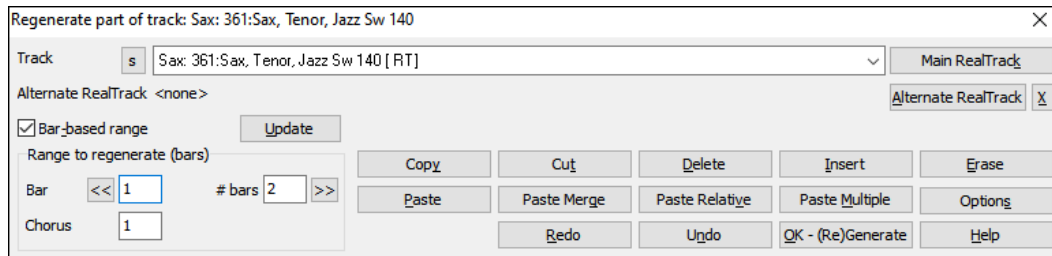 Regenerate part of track: Sax: 361:Sax, Tenor, Jazz Sw 140
Track s Sax: 361:Sax, Tenor, Jazz Sw 140 [ RT] Main RealTrack
Alternate RealTrack <none> Alternate RealTrack X
Bar-based range Update
Range to regenerate (bars) Copy Cut Delete Insert Erase
Bar << 1 # bars 2 >> Paste Paste Merge Paste Relative Paste Multiple Options
Chorus 1 Redo Undo OK - (Re)Generate Help